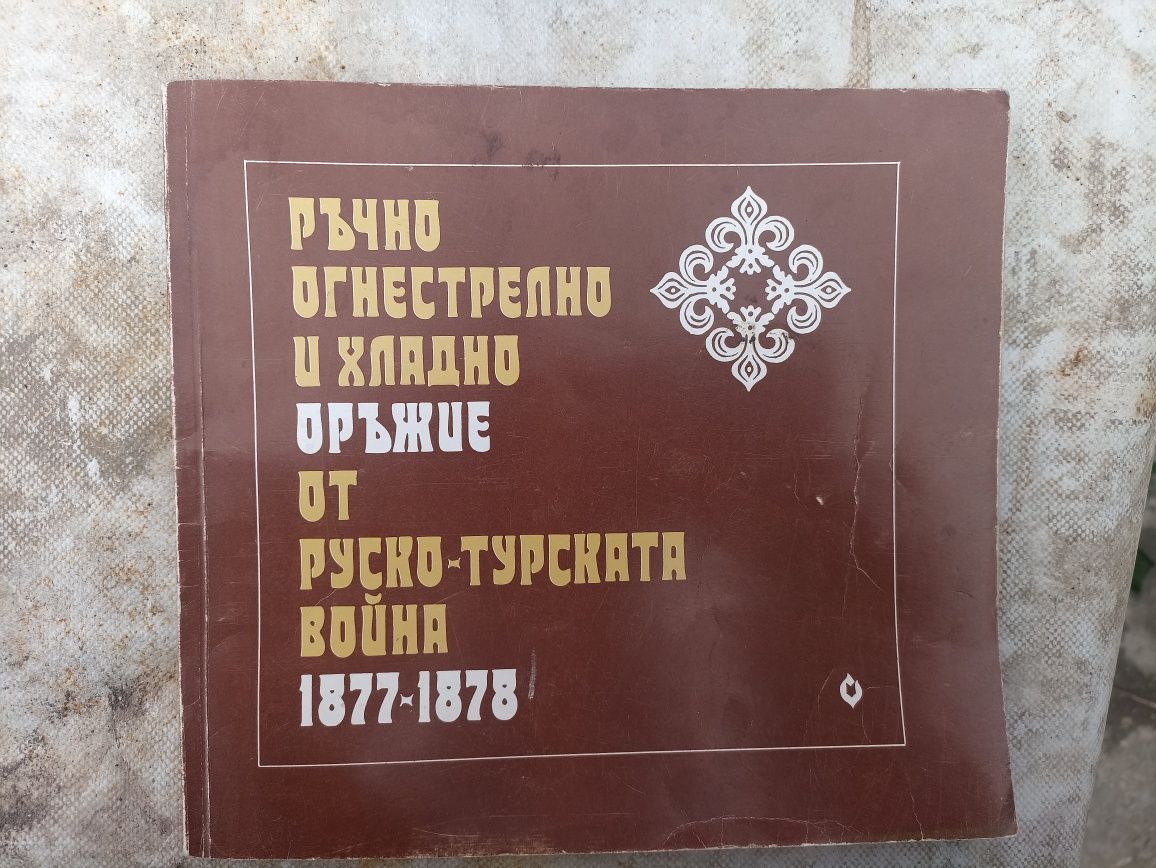 РЪЧНО
ОГНЕСТРЕЛНО
И ХЛАДНО
ОРЪЖИЕ
ОТ
РУСКО-ТУРСКАТА
ВОЙНА
1877-1878